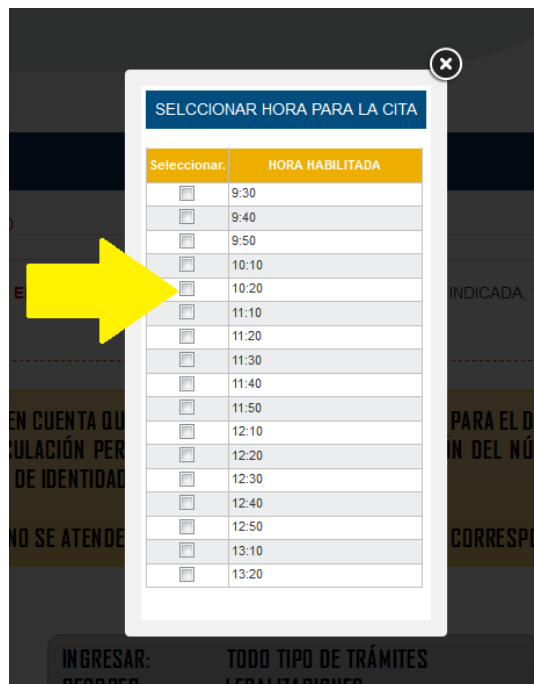 SELCCIONAR HORA PARA LA CITA
Seleccionar. HORA HABILITADA
9:30
9:40
9:50
10:10
10:20
11:10
11:20
11:30
11:40
11:50
12:10
12:20
12:30
12:40
12:50
13:10
13:20
INDICADA,
EN CUENTA QU PARA EL D
CULACIÓN PER ÓN DEL NÚ
DE IDENTIDAD
NO SE ATENDE CORRESPO
INGRESAR: TODO TIPO DE TRÁMITES